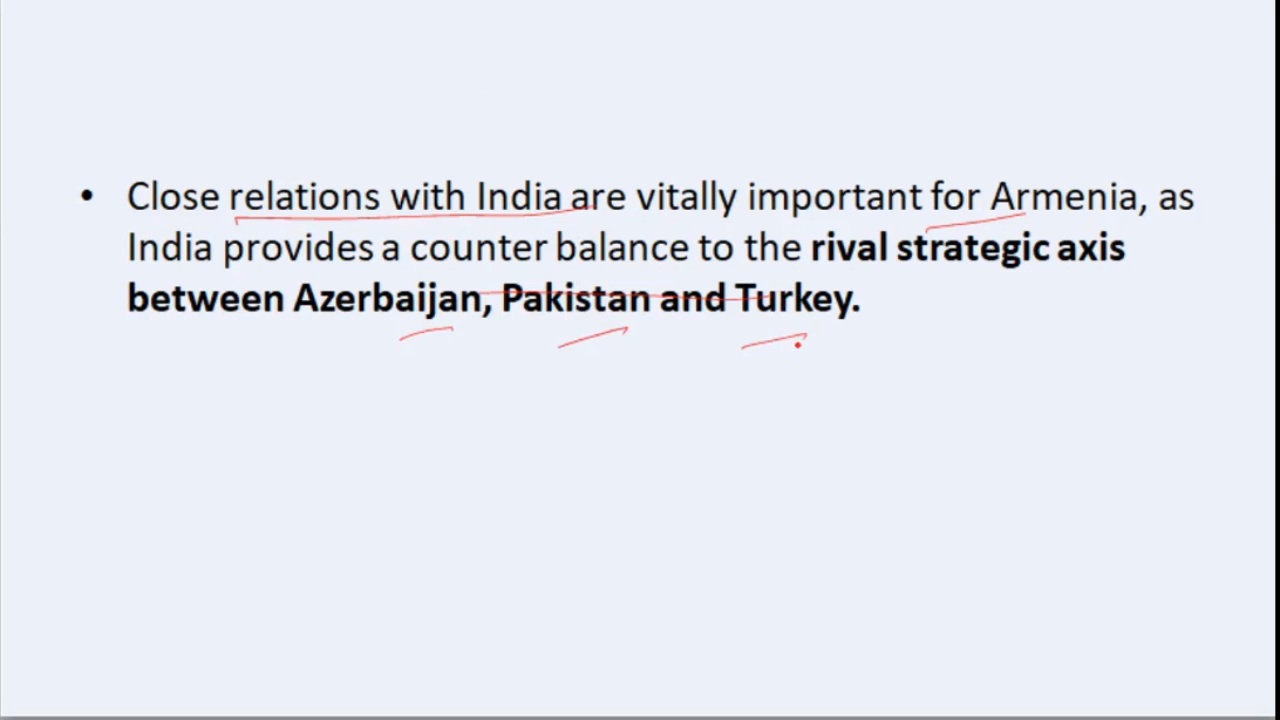 • Close relations with India are vitally important for Armenia, as
India provides a counter balance to the rival strategic axis
between Azerbaijan, Pakistan and Turkey.